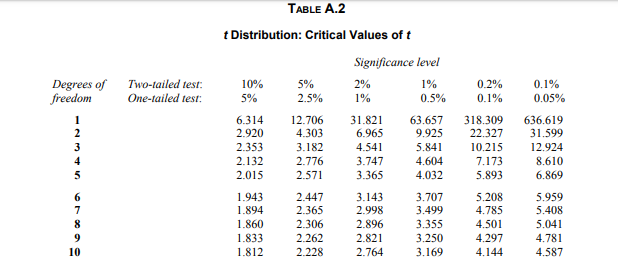 TABLE A.2
t Distribution: Critical Values of t
Significance level
Degrees of Two-tailed test: 10% 5% 2% 1% 0.2% 0.1%
freedom One-tailed test: 5% 2.5% 1% 0.5% 0.1% 0.05%
1 6.314 12.706 31.821 63.657 318.309 636.619
2 2.920 4.303 6.965 9.925 22.327 31.599
3 2.353 3.182 4.541 5.841 10.215 12.924
4 2.132 2.776 3.747 4.604 7.173 8.610
5 2.015 2.571 3.365 4.032 5.893 6.869
6 1.943 2.447 3.143 3.707 5.208 5.959
7 1.894 2.365 2.998 3.499 4.785 5.408
8 1.860 2.306 2.896 3.355 4.501 5.041
9 1.833 2.262 2.821 3.250 4.297 4.781
10 1.812 2.228 2.764 3.169 4.144 4.587